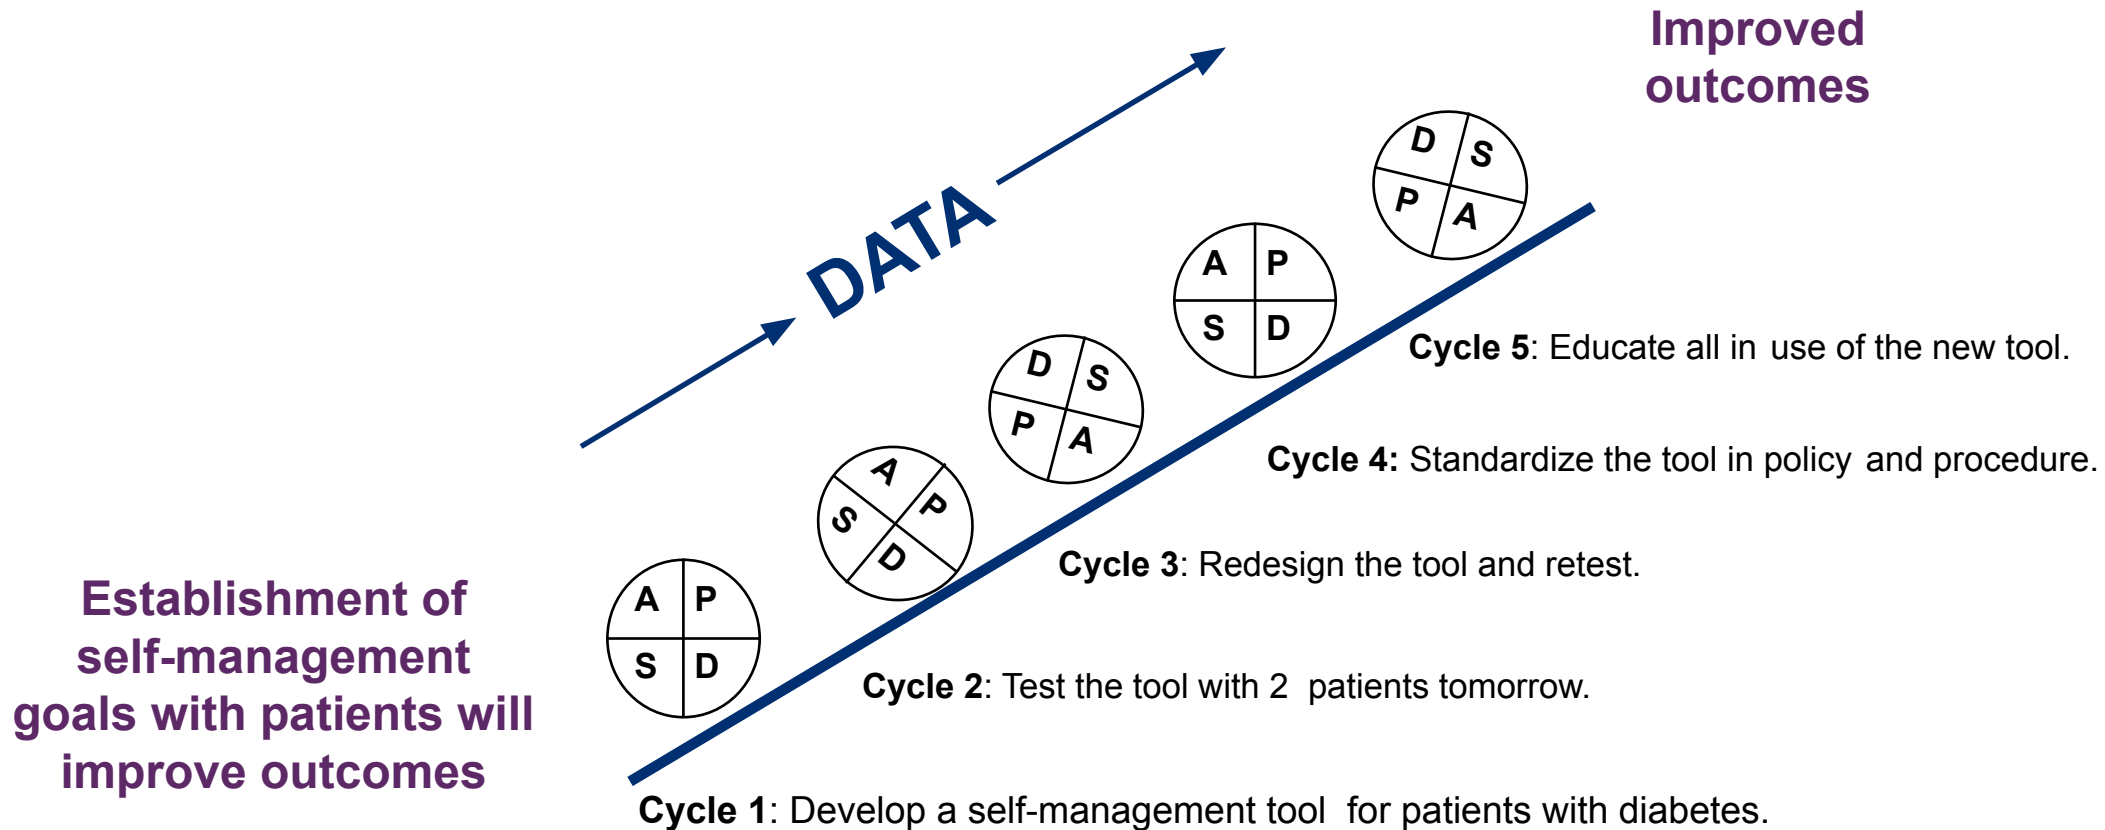 Improved
outcomes
DATA
D S
P A
A P
S D
D S
P A
A
S P
D
A P
S D
Cycle 5: Educate all in use of the new tool.
Cycle 4: Standardize the tool in policy and procedure.
Cycle 3: Redesign the tool and retest.
Cycle 2: Test the tool with 2 patients tomorrow.
Cycle 1: Develop a self-management tool for patients with diabetes.
Establishment of
self-management
goals with patients will
improve outcomes